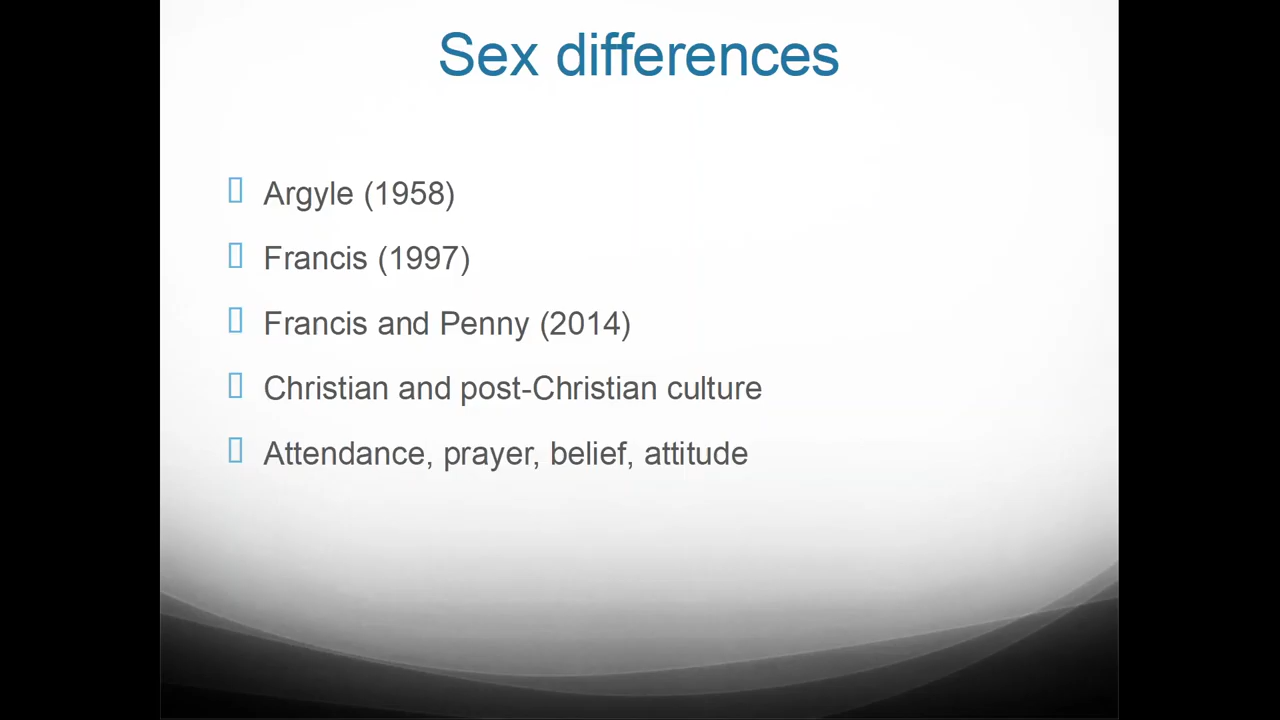 Sex differences
Argyle (1958)
Francis (1997)
Francis and Penny (2014)
Christian and post-Christian culture
Attendance, prayer, belief, attitude